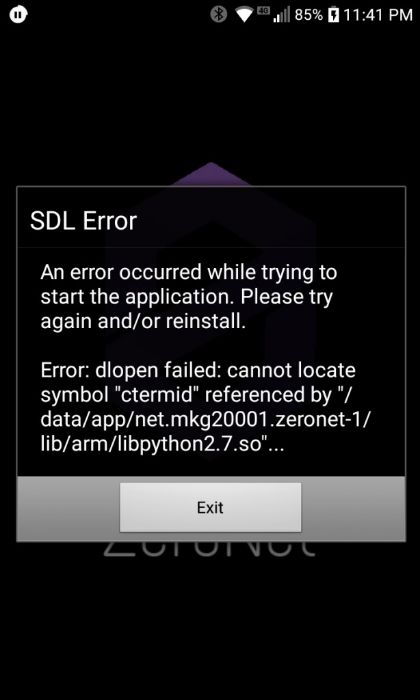 4G 85% 11:41 PM
SDL Error
An error occurred while trying to
start the application. Please try
again and/or reinstall.
Error: dlopen failed: cannot locate
symbol "ctermid" referenced by "/
data/app/net.mkg20001.zeronet-1/
lib/arm/libpython2.7.so"...
Exit
ZeroNet